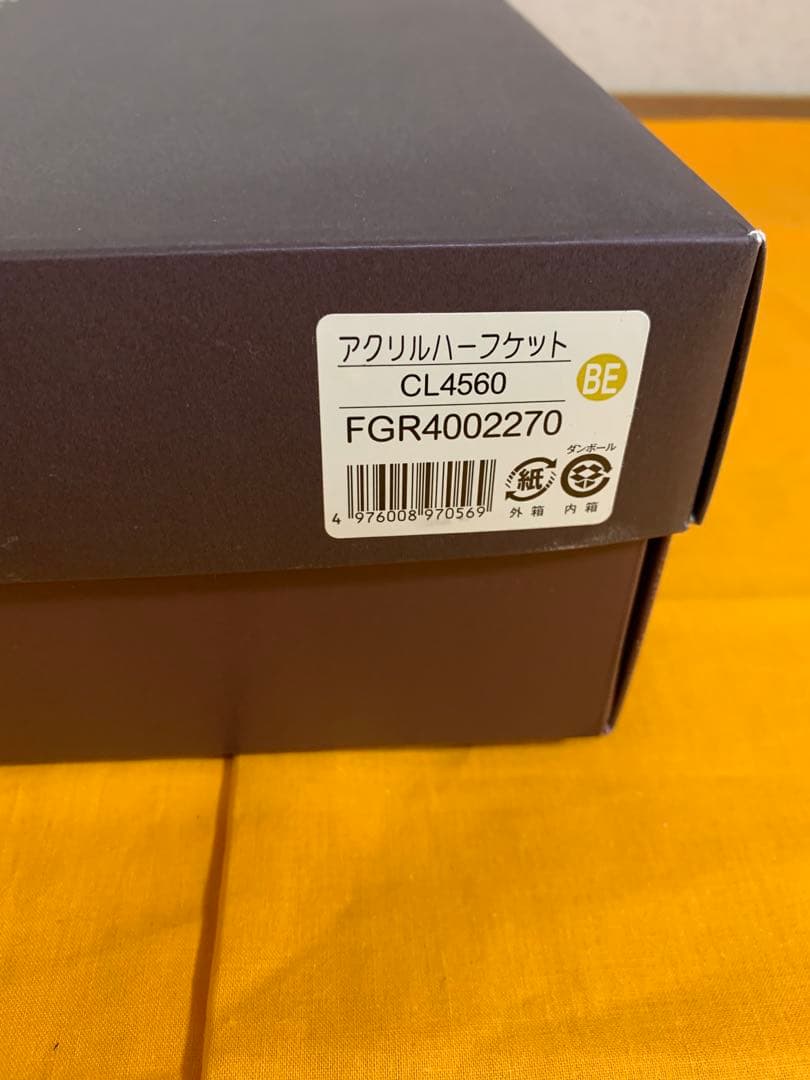 アクリルハーフケット
CL4560
BE
FGR4002270
4 976008 970569
紙
外箱
ダンボール
内箱